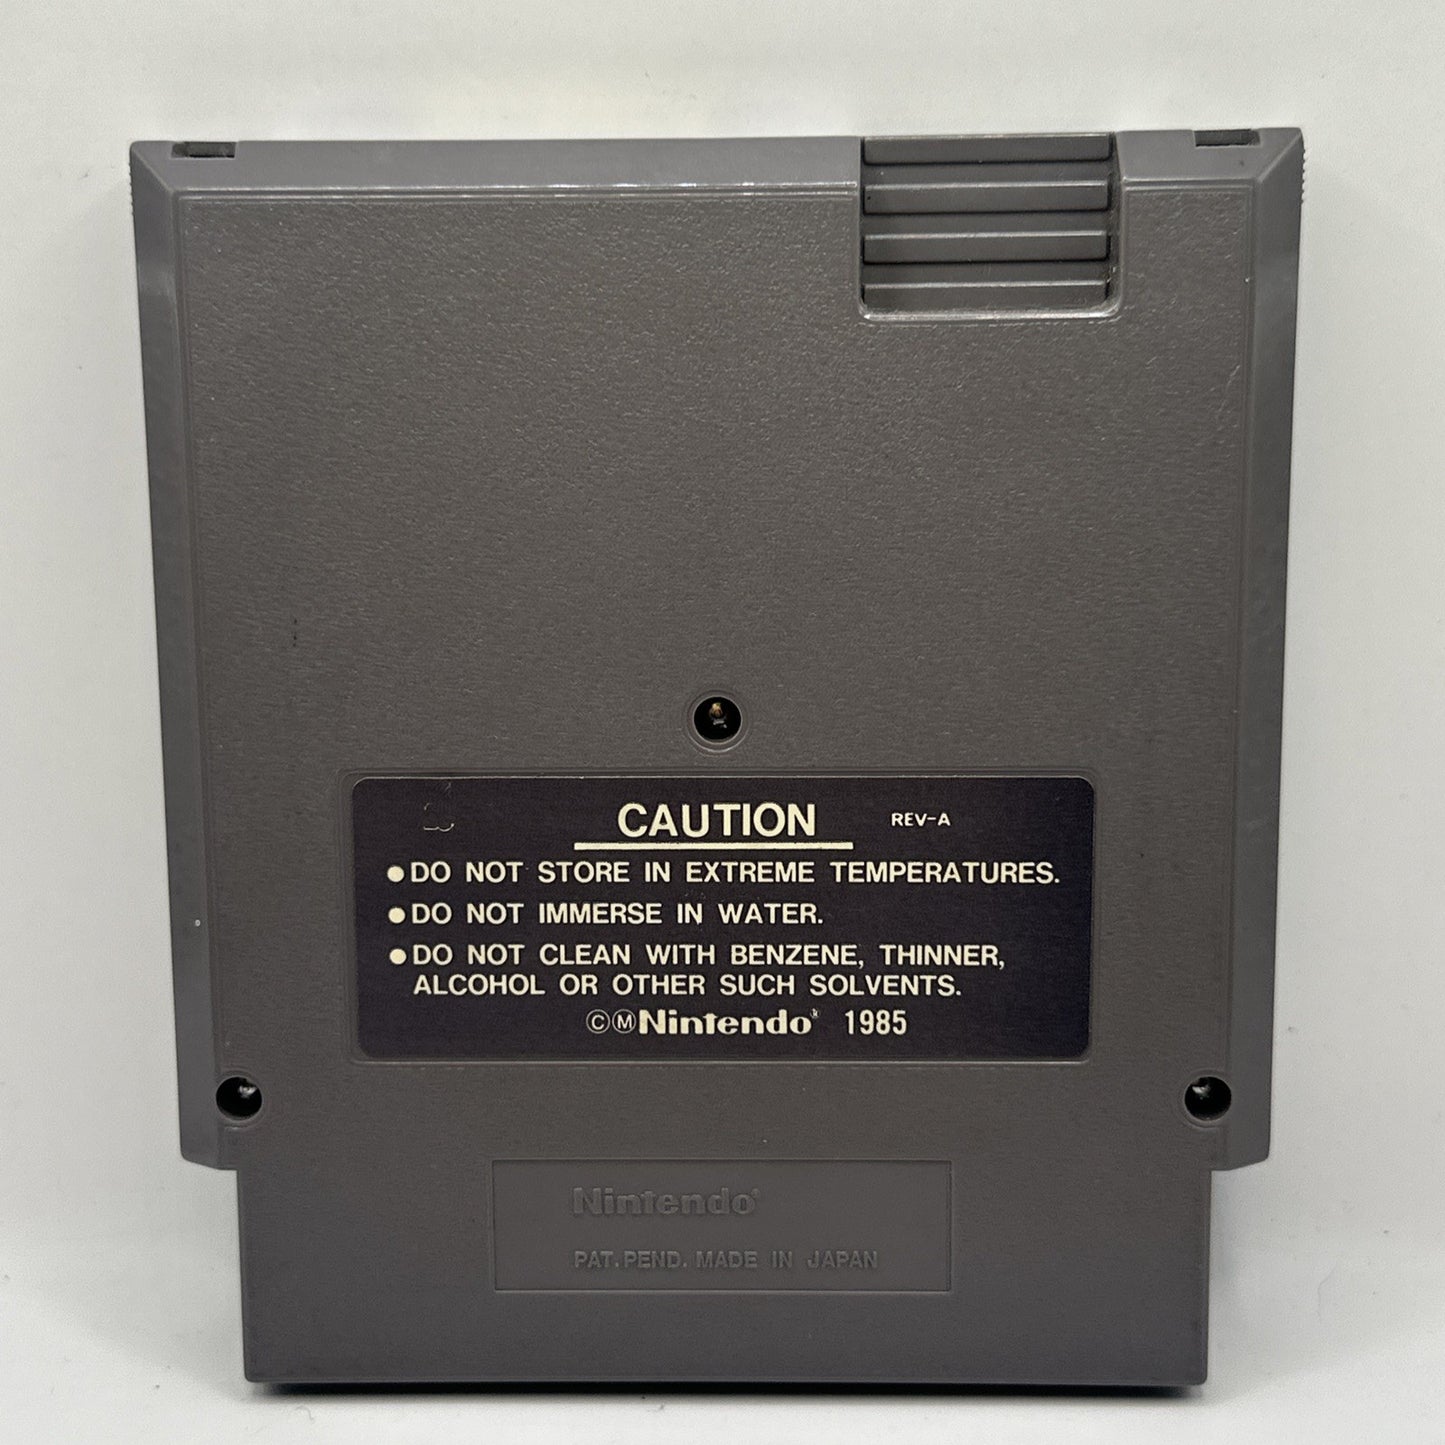 CAUTION REV-A
●DO NOT STORE IN EXTREME TEMPERATURES.
●DO NOT IMMERSE IN WATER.
●DO NOT CLEAN WITH BENZENE, THINNER,
ALCOHOL OR OTHER SUCH SOLVENTS.
©ⓂNintendo® 1985
Nintendo®
PAT. PEND. MADE IN JAPAN